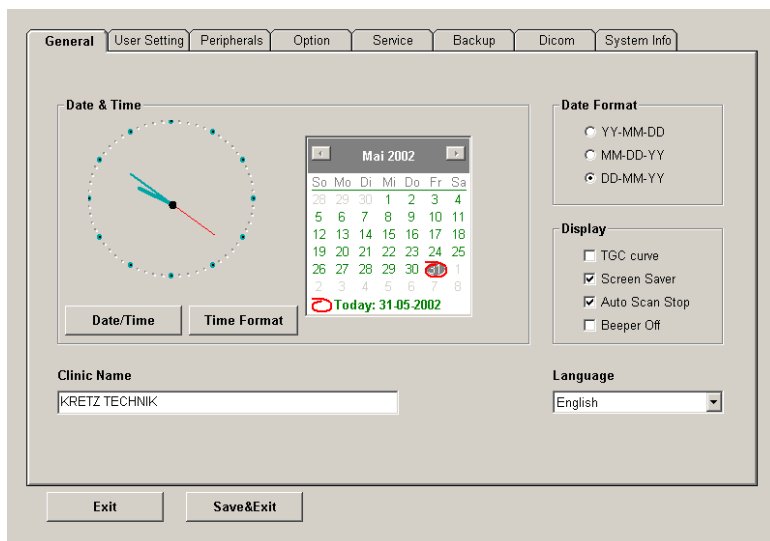 General User Setting Peripherals Option Service Backup Dicom System Info
Date & Time
Mai 2002
So Mo Di Mi Do Fr Sa
28 29 30 1 2 3 4
5 6 7 8 9 10 11
12 13 14 15 16 17 18
19 20 21 22 23 24 25
26 27 28 29 30 31 1
2 3 4 5 6 7 8
Today: 31-05-2002
Date/Time Time Format
Date Format
YY-MM-DD
MM-DD-YY
DD-MM-YY
Display
TGC curve
Screen Saver
Auto Scan Stop
Beeper Off
Clinic Name
KRETZ TECHNIK
Language
English
Exit Save&Exit